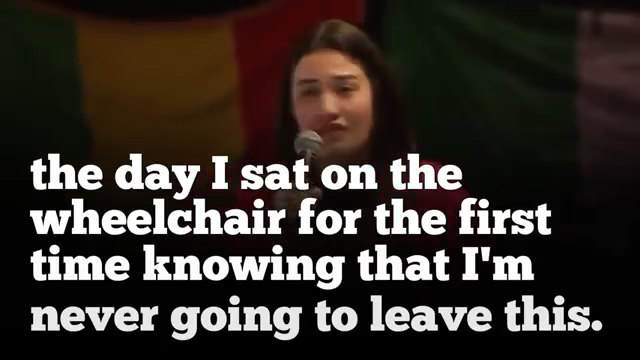 the day I sat on the
wheelchair for the first
time knowing that I'm
never going to leave this.